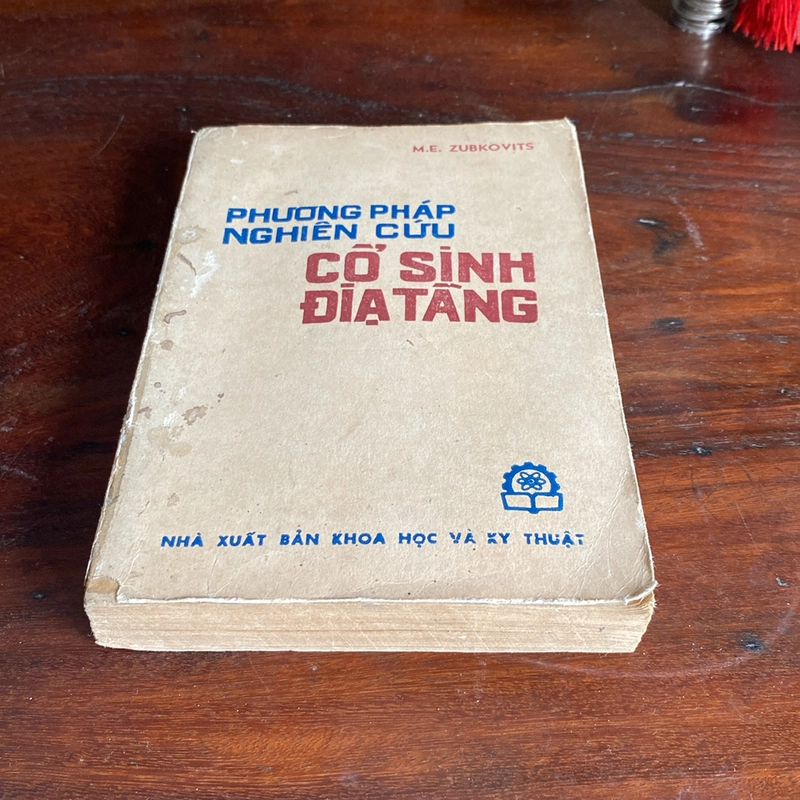 M.E. ZUBKOVITS
PHƯƠNG PHÁP
NGHIÊN CỨU
CỔ SINH
ĐỊA TẦNG
NHÀ XUẤT BẢN KHOA HỌC VÀ KỸ THUẬT